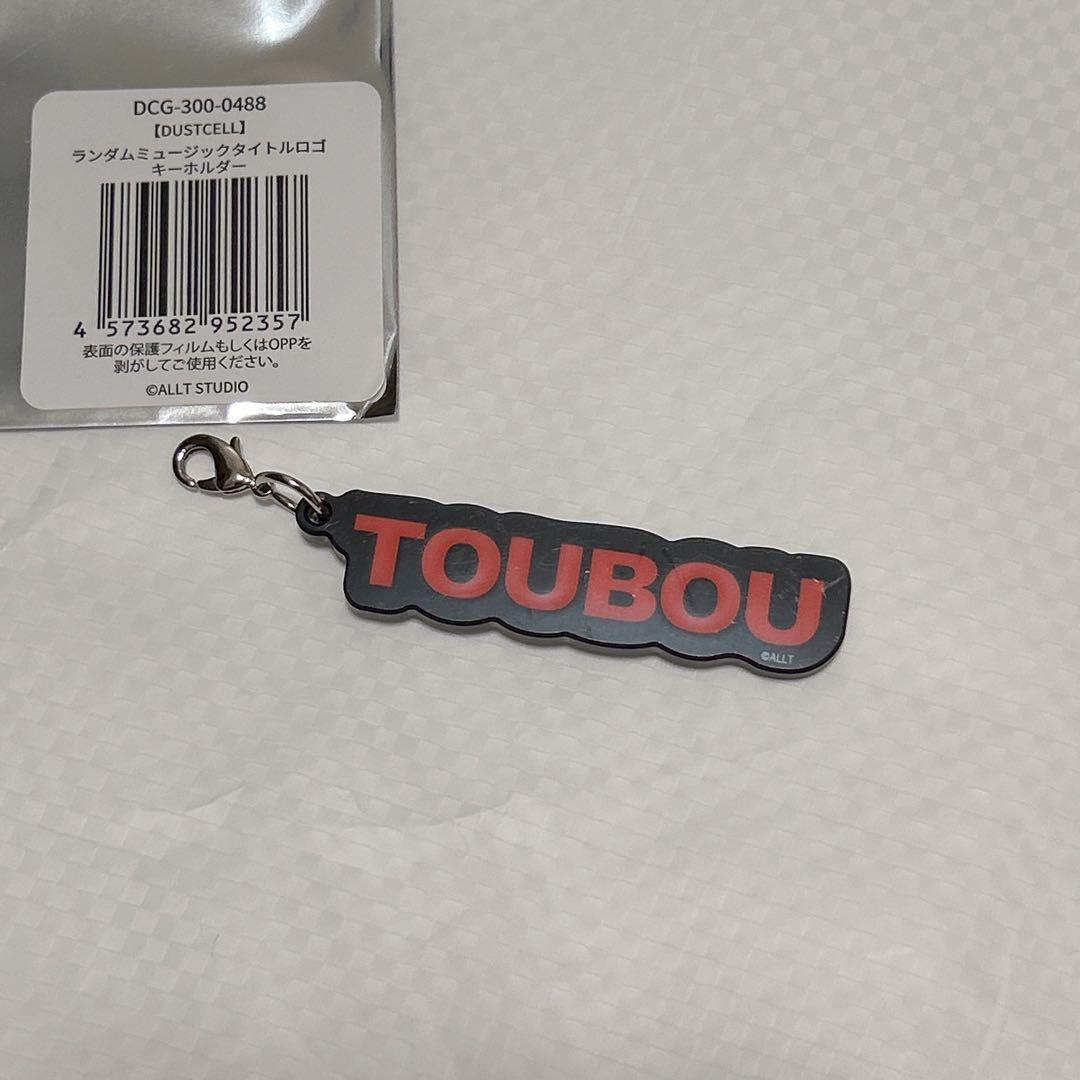 DCG-300-0488
【DUSTCELL】
ランダムミュージックタイトルロゴ
キーホルダー
4 573682 952357
表面の保護フィルムもしくはOPPを
剥がしてご使用ください。
©ALLT STUDIO
TOUBOU
©ALLT